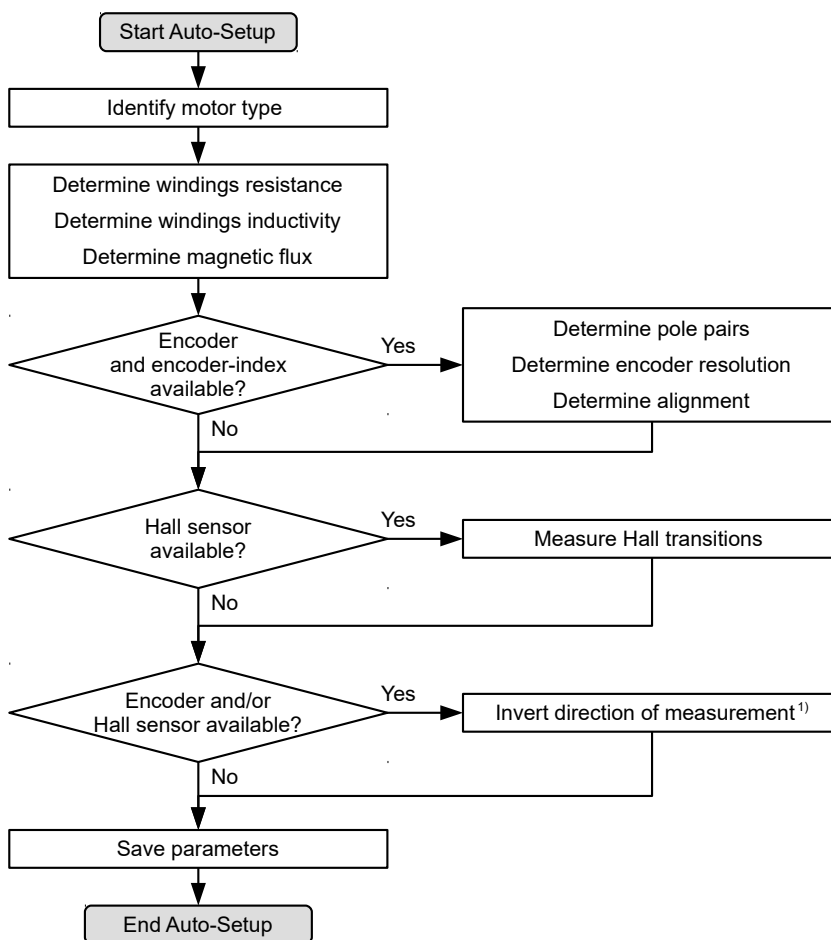 Start Auto-Setup
Identify motor type
Determine windings resistance
Determine windings inductivity
Determine magnetic flux
Encoder
and encoder-index
available?
Yes
Determine pole pairs
Determine encoder resolution
Determine alignment
No
Hall sensor
available?
Yes
Measure Hall transitions
No
Encoder and/or
Hall sensor available?
Yes
Invert direction of measurement 1)
No
Save parameters
End Auto-Setup